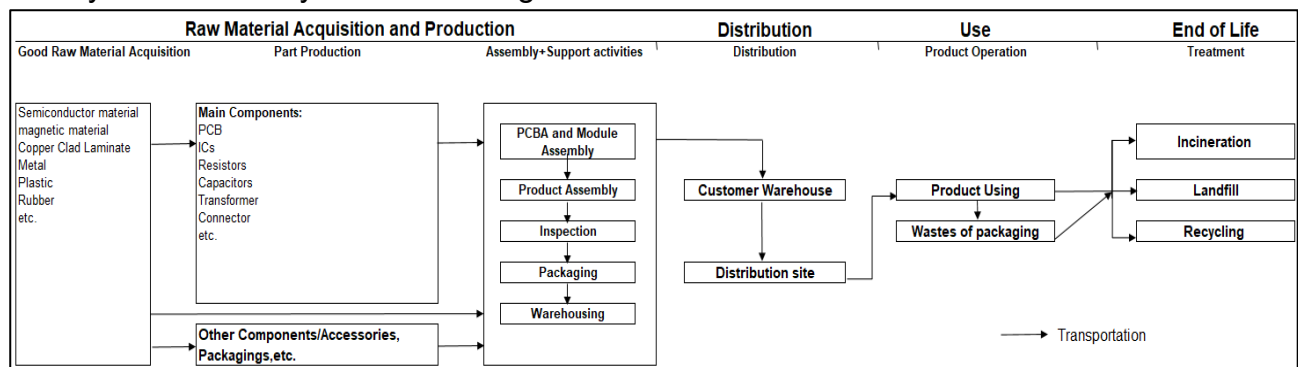 Raw Material Acquisition and Production
Distribution
Use
End of Life
Good Raw Material Acquisition
Part Production
Assembly+Support activities
Distribution
Product Operation
Treatment
Semiconductor material
magnetic material
Copper Clad Laminate
Metal
Plastic
Rubber
etc.
Main Components:
PCB
ICs
Resistors
Capacitors
Transformer
Connector
etc.
Other Components/Accessories,
Packagings,etc.
PCBA and Module
Assembly
Product Assembly
Inspection
Packaging
Warehousing
Customer Warehouse
Distribution site
Product Using
Wastes of packaging
Incineration
Landfill
Recycling
Transportation